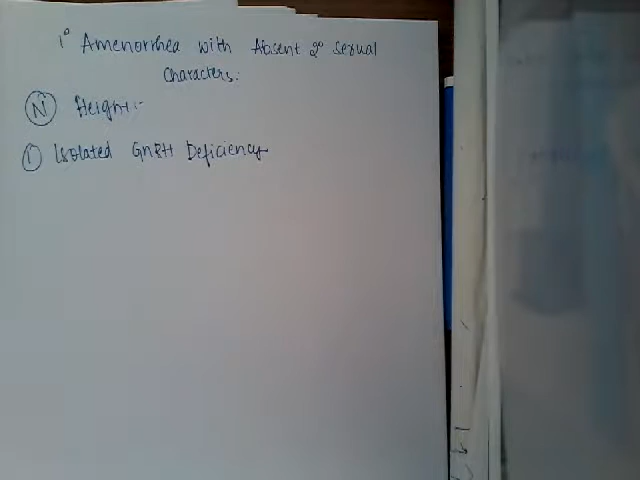 1° Amenorrhea with Absent 2° sexual
characters:
(N) Height:-
① Isolated GnRH Deficiency